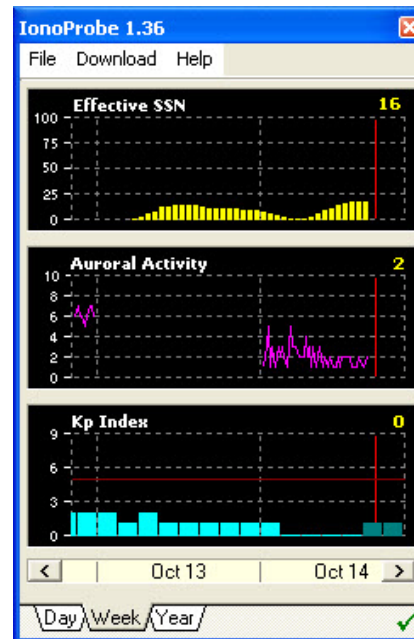 IonoProbe 1.36
File Download Help
Effective SSN 16
100
75
50
25
0
Auroral Activity 2
10
8
6
4
2
0
Kp Index 0
9
6
3
0
< Oct 13 Oct 14 >
Day Week Year